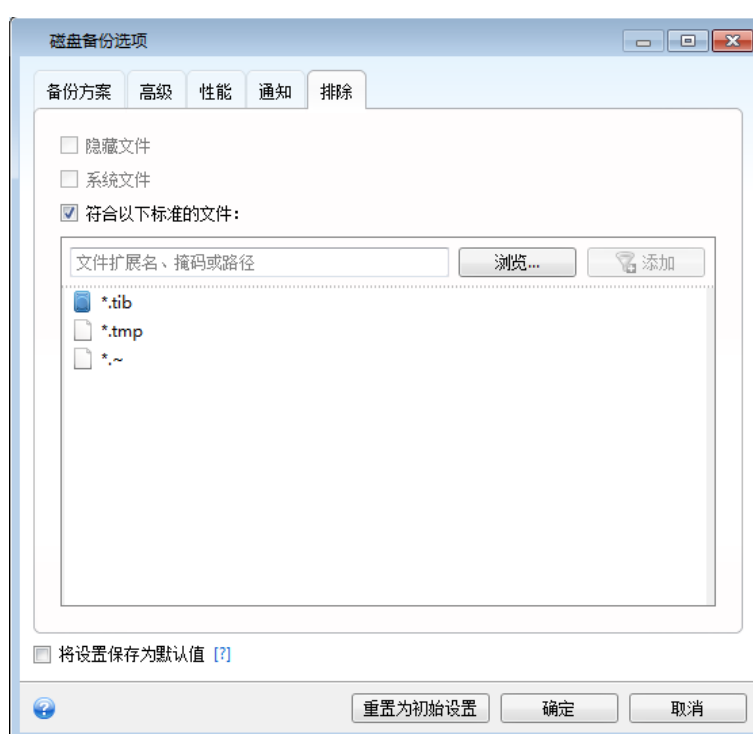 磁盘备份选项
备份方案 高级 性能 通知 排除
隐藏文件
系统文件
符合以下标准的文件:
文件扩展名、掩码或路径 浏览... 添加
*.tib
*.tmp
*.~
将设置保存为默认值 [?]
重置为初始设置 确定 取消